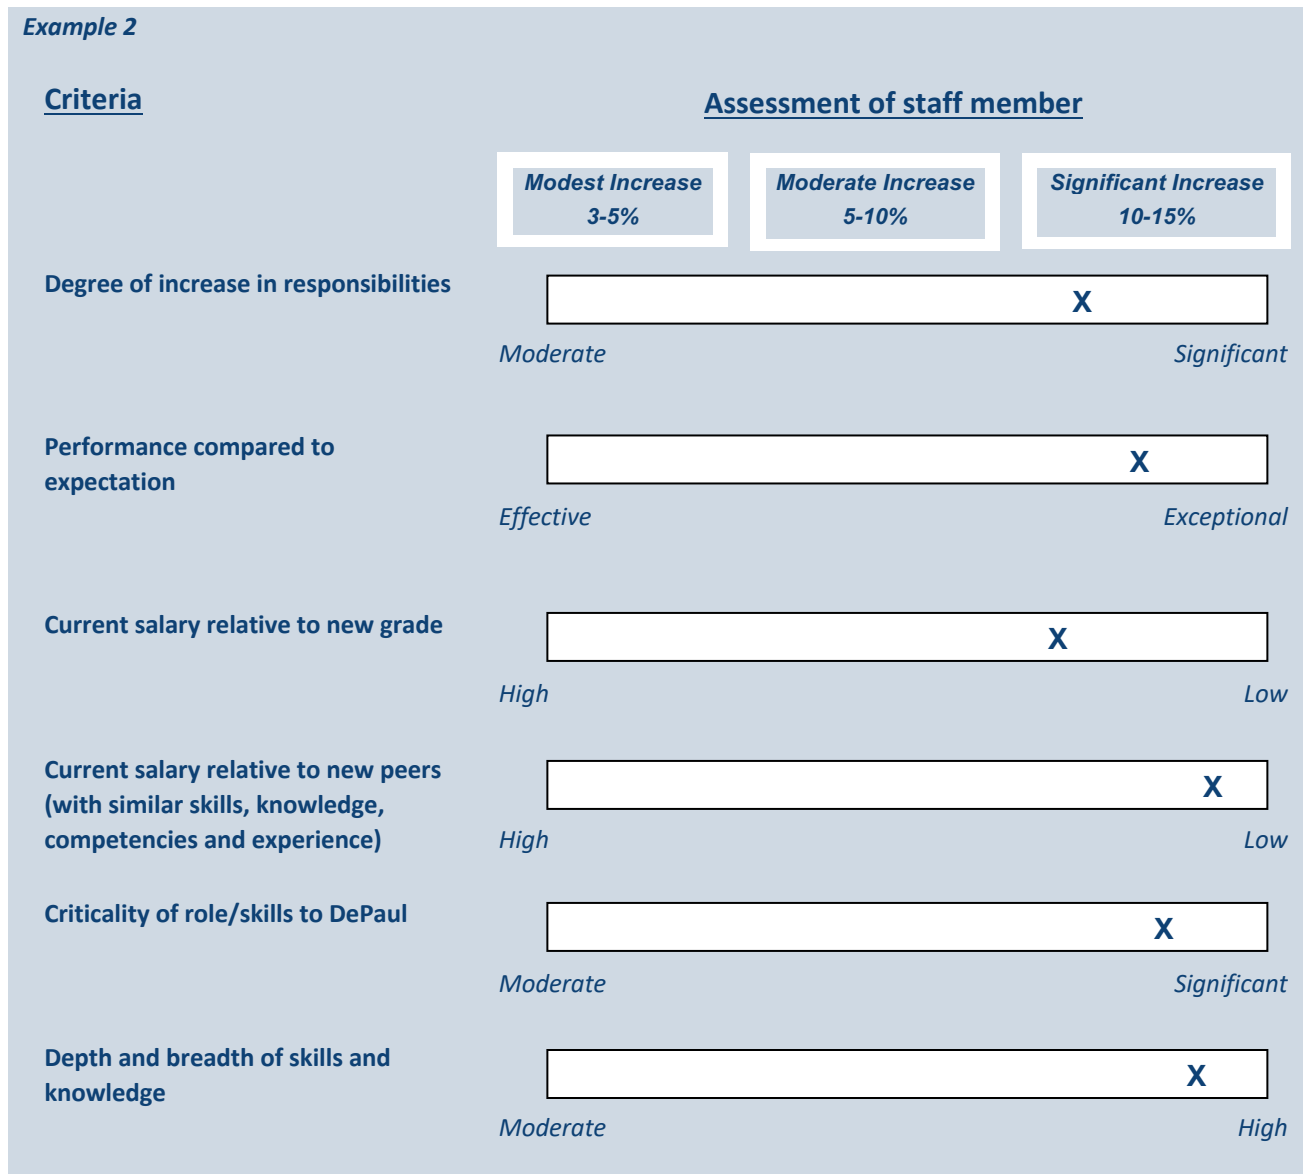 Example 2
Criteria
Assessment of staff member
Modest Increase
3-5%
Moderate Increase
5-10%
Significant Increase
10-15%
Degree of increase in responsibilities
X
Moderate
Significant
Performance compared to
expectation
X
Effective
Exceptional
Current salary relative to new grade
X
High
Low
Current salary relative to new peers
(with similar skills, knowledge,
competencies and experience)
X
High
Low
Criticality of role/skills to DePaul
X
Moderate
Significant
Depth and breadth of skills and
knowledge
X
Moderate
High